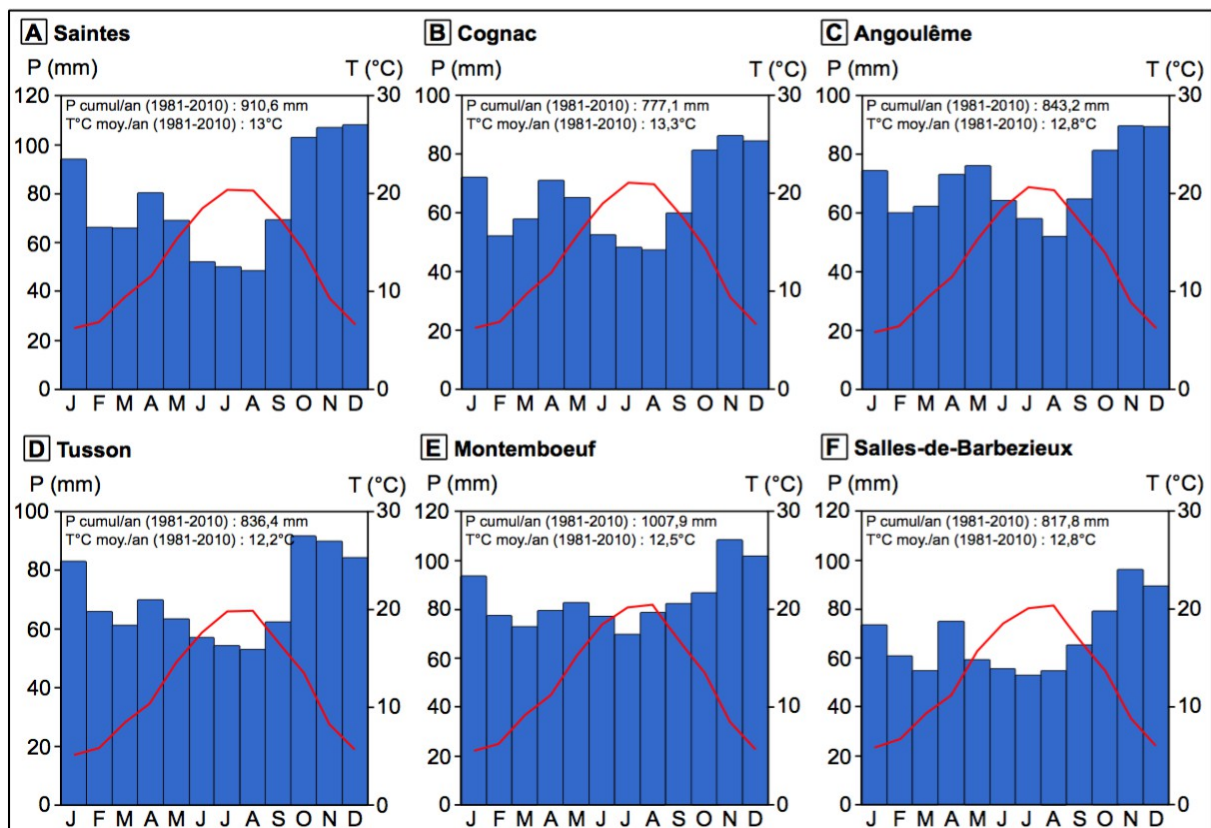 A Saintes
P (mm) T (°C)
P cumul/an (1981-2010) : 910,6 mm
T°C moy./an (1981-2010) : 13°C
120 30
100
80 20
60
40 10
20
0 0
J F M A M J J A S O N D
B Cognac
P (mm) T (°C)
P cumul/an (1981-2010) : 777,1 mm
T°C moy./an (1981-2010) : 13,3°C
100 30
80
20
60
40
10
20
0 0
J F M A M J J A S O N D
C Angoulême
P (mm) T (°C)
P cumul/an (1981-2010) : 843,2 mm
T°C moy./an (1981-2010) : 12,8°C
100 30
80
20
60
40
10
20
0 0
J F M A M J J A S O N D
D Tusson
P (mm) T (°C)
P cumul/an (1981-2010) : 836,4 mm
T°C moy./an (1981-2010) : 12,2°C
100 30
80
20
60
40
10
20
0 0
J F M A M J J A S O N D
E Montemboeuf
P (mm) T (°C)
P cumul/an (1981-2010) : 1007,9 mm
T°C moy./an (1981-2010) : 12,5°C
120 30
100
80 20
60
40 10
20
0 0
J F M A M J J A S O N D
F Salles-de-Barbezieux
P (mm) T (°C)
P cumul/an (1981-2010) : 817,8 mm
T°C moy./an (1981-2010) : 12,8°C
120 30
100
80 20
60
40 10
20
0 0
J F M A M J J A S O N D